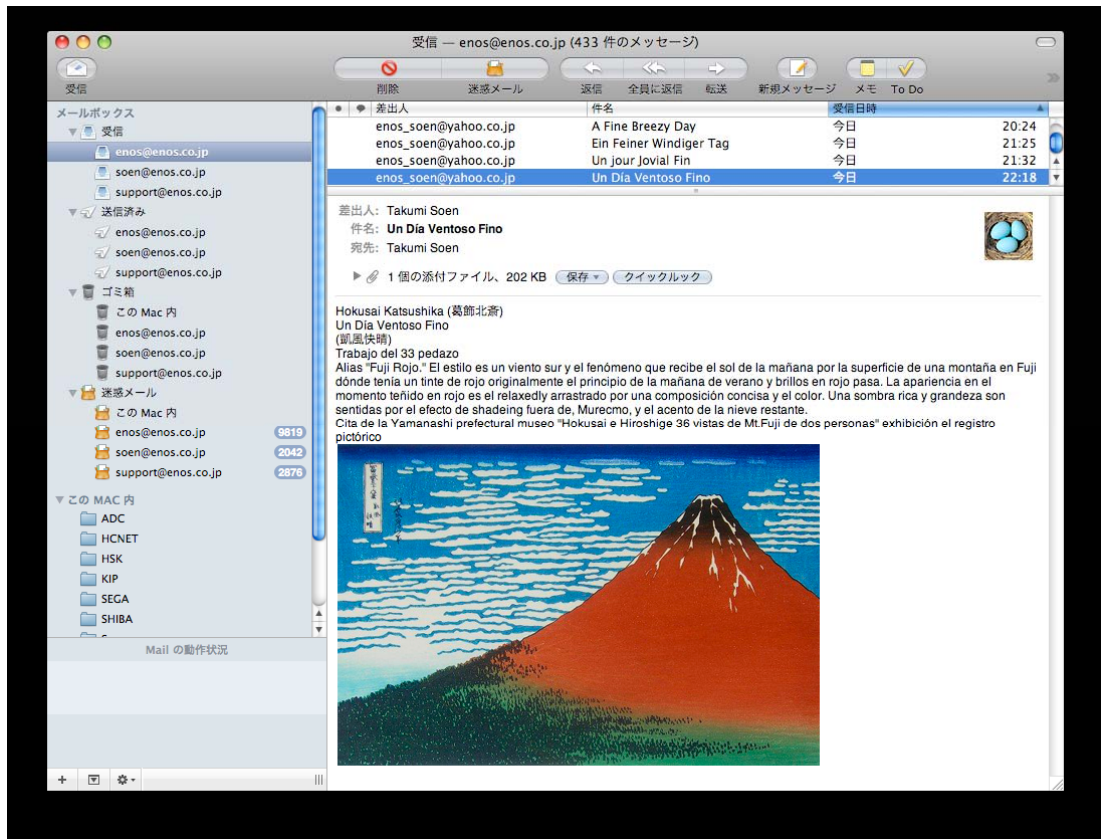 受信 — enos@enos.co.jp (433 件のメッセージ)
受信
削除
迷惑メール
返信
全員に返信
転送
新規メッセージ
メモ
To Do
メールボックス
受信
enos@enos.co.jp
soen@enos.co.jp
support@enos.co.jp
送信済み
enos@enos.co.jp
soen@enos.co.jp
support@enos.co.jp
ゴミ箱
この Mac 内
enos@enos.co.jp
soen@enos.co.jp
support@enos.co.jp
迷惑メール
この Mac 内
enos@enos.co.jp 9819
soen@enos.co.jp 2042
support@enos.co.jp 2876
この MAC 内
ADC
HCNET
HSK
KIP
SEGA
SHIBA
Mail の動作状況
差出人 件名 受信日時
enos_soen@yahoo.co.jp A Fine Breezy Day 今日 20:24
enos_soen@yahoo.co.jp Ein Feiner Windiger Tag 今日 21:25
enos_soen@yahoo.co.jp Un jour Jovial Fin 今日 21:32
enos_soen@yahoo.co.jp Un Día Ventoso Fino 今日 22:18
差出人: Takumi Soen
件名: Un Día Ventoso Fino
宛先: Takumi Soen
1 個の添付ファイル、202 KB 保存 クイックルック
Hokusai Katsushika (葛飾北斎)
Un Día Ventoso Fino
(凱風快晴)
Trabajo del 33 pedazo
Alias "Fuji Rojo." El estilo es un viento sur y el fenómeno que recibe el sol de la mañana por la superficie de una montaña en Fuji
dónde tenía un tinte de rojo originalmente el principio de la mañana de verano y brillos en rojo pasa. La apariencia en el
momento teñido en rojo es el relaxedly arrastrado por una composición concisa y el color. Una sombra rica y grandeza son
sentidas por el efecto de shadeing fuera de, Murecmo, y el acento de la nieve restante.
Cita de la Yamanashi prefectural museo "Hokusai e Hiroshige 36 vistas de Mt.Fuji de dos personas" exhibición el registro
pictórico